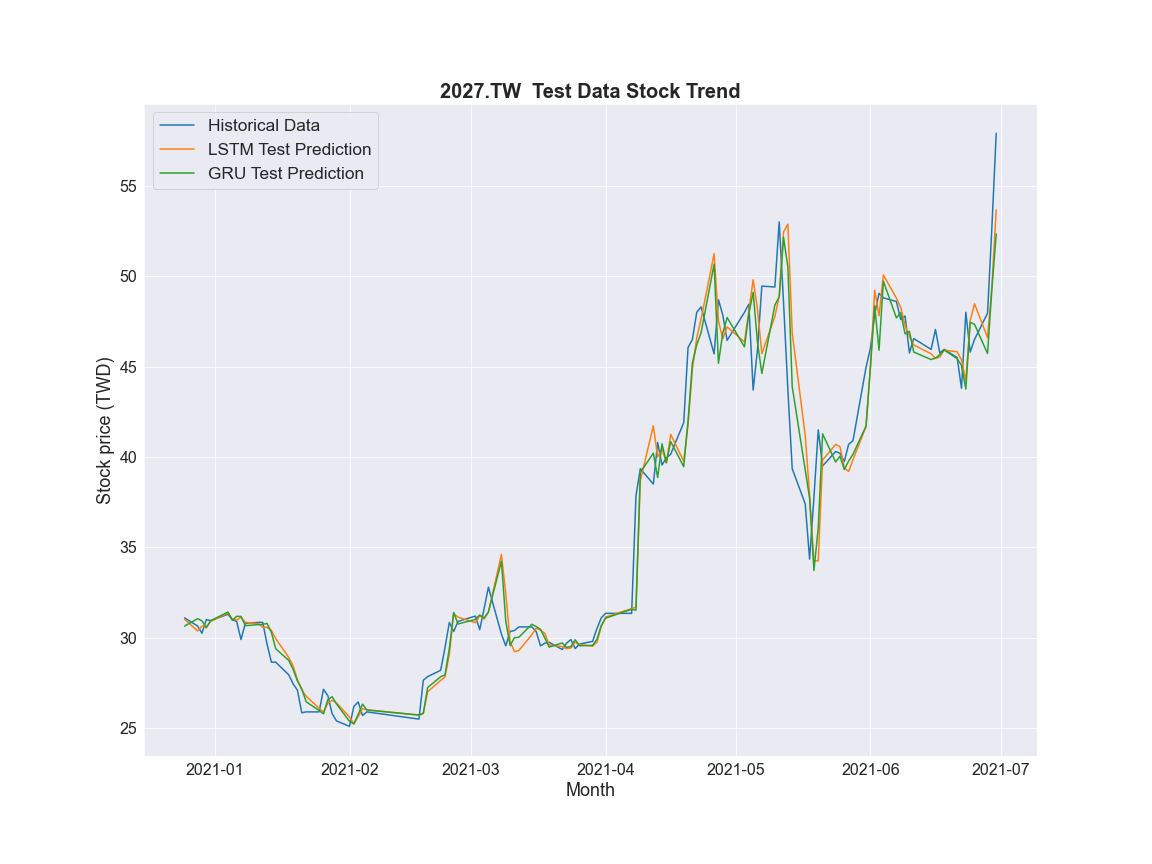 2027.TW  Test Data Stock Trend
Historical Data
LSTM Test Prediction
GRU Test Prediction
55
50
45
40
35
30
25
Stock price (TWD)
2021-01 2021-02 2021-03 2021-04 2021-05 2021-06 2021-07
Month